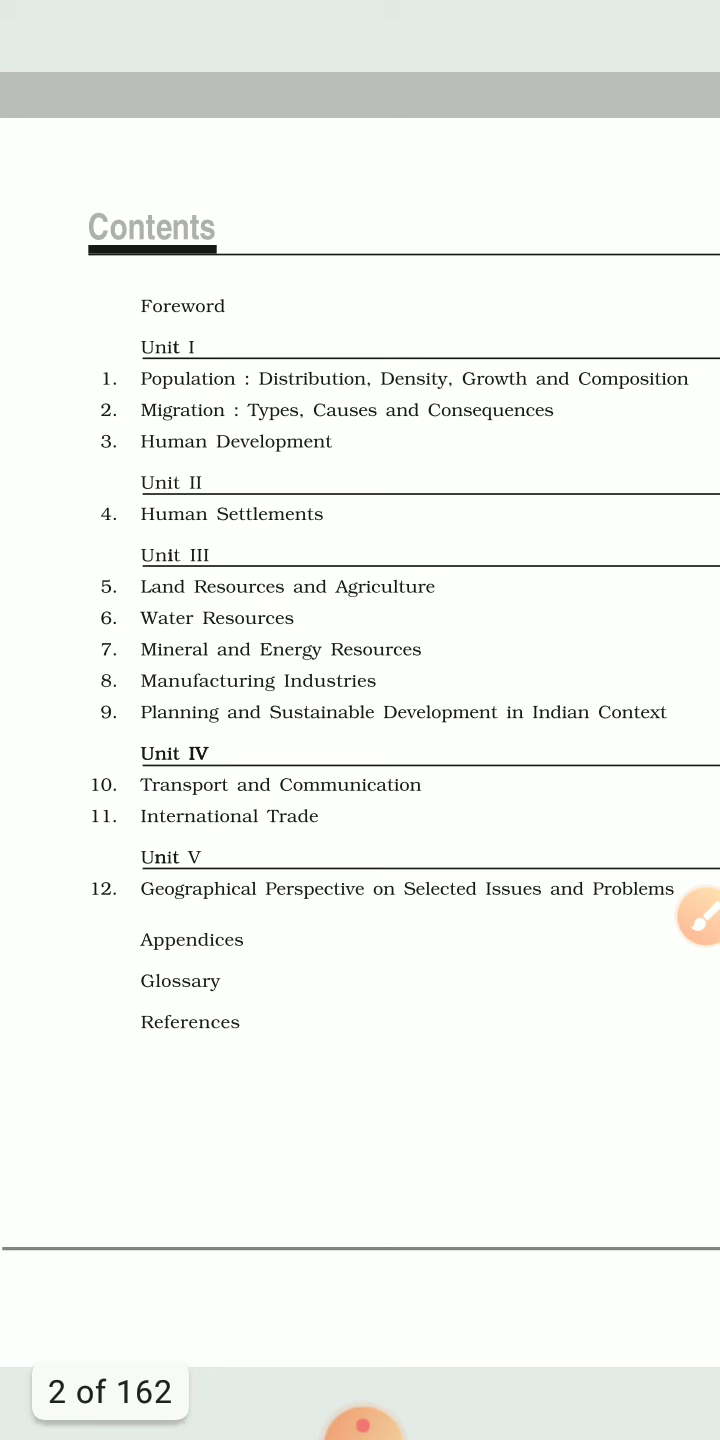 Contents
Foreword
Unit I
1. Population : Distribution, Density, Growth and Composition
2. Migration : Types, Causes and Consequences
3. Human Development
Unit II
4. Human Settlements
Unit III
5. Land Resources and Agriculture
6. Water Resources
7. Mineral and Energy Resources
8. Manufacturing Industries
9. Planning and Sustainable Development in Indian Context
Unit IV
10. Transport and Communication
11. International Trade
Unit V
12. Geographical Perspective on Selected Issues and Problems
Appendices
Glossary
References
2 of 162